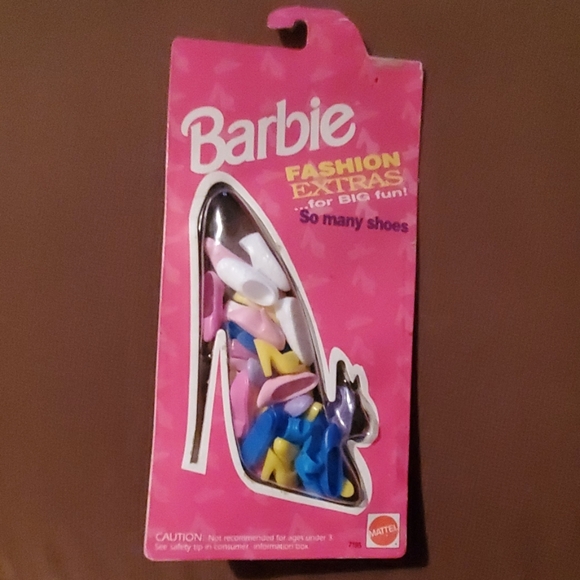 Barbie
FASHION
EXTRAS
...for BIG fun!
So many shoes
CAUTION: Not recommended for ages under 3.
See safety tip in consumer information box.
MATTEL